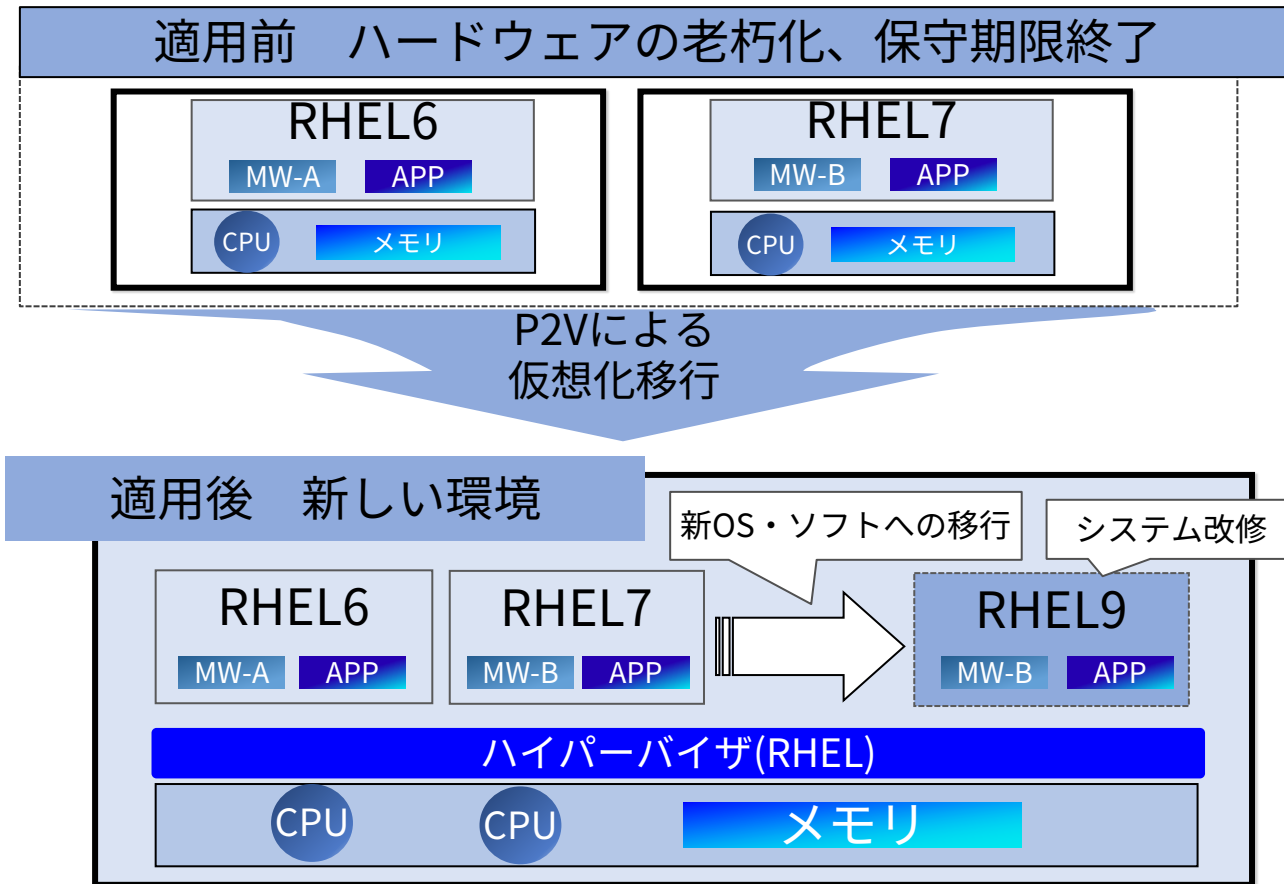 適用前　ハードウェアの老朽化、保守期限終了
RHEL6
MW-A
APP
CPU
メモリ
RHEL7
MW-B
APP
CPU
メモリ
P2Vによる
仮想化移行
適用後　新しい環境
新OS・ソフトへの移行
システム改修
RHEL6
MW-A
APP
RHEL7
MW-B
APP
RHEL9
MW-B
APP
ハイパーバイザ(RHEL)
CPU
CPU
メモリ